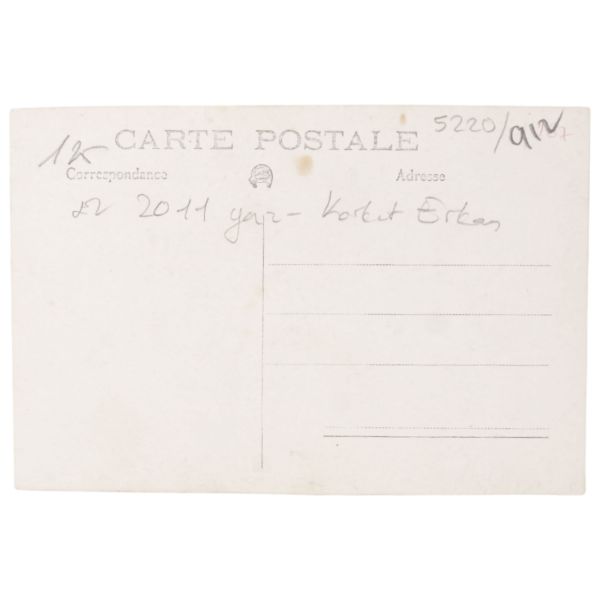 5220/912
1K CARTE POSTALE
Correspondance Adresse
2011 yaz - Korkut Erkan